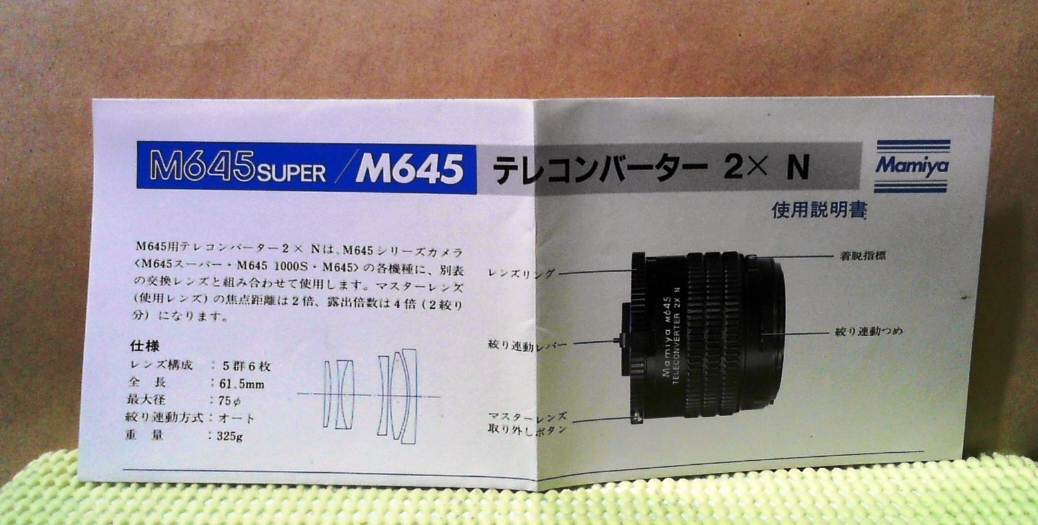 M645 SUPER / M645 テレコンバーター 2× N
Mamiya
使用説明書
M645用テレコンバーター2× Nは、M645シリーズカメラ
〈M645スーパー・M645 1000S・M645〉の各機種に、別表
の交換レンズと組み合わせて使用します。マスターレンズ
(使用レンズ)の焦点距離は2倍、露出倍数は4倍(2絞り
分)になります。
仕様
レンズ構成 : 5群6枚
全 長 : 61.5mm
最大径 : 75φ
絞り連動方式 : オート
重 量 : 325g
レンズリング
絞り連動レバー
マスターレンズ
取り外しボタン
着脱指標
絞り連動つめ
Mamiya M645
TELECONVERTER 2X N